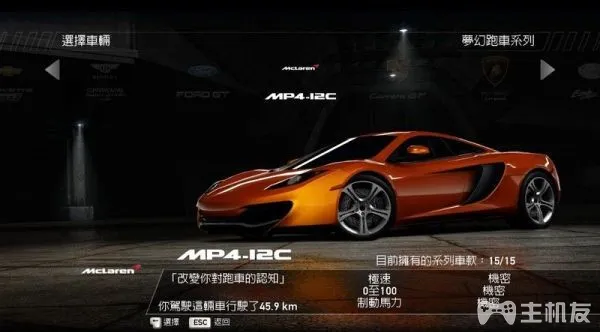 選擇車輛
夢幻跑車系列
McLaren
MP4-12C
FORD GT
Carrera GT
MP4-12C
目前擁有的系列車款：15/15
McLaren
「改變你對跑車的認知」
極速 機密
0至100 機密
制動馬力 機密
你駕駛這輛車行駛了45.9 km
選擇 ESC 返回
主机友